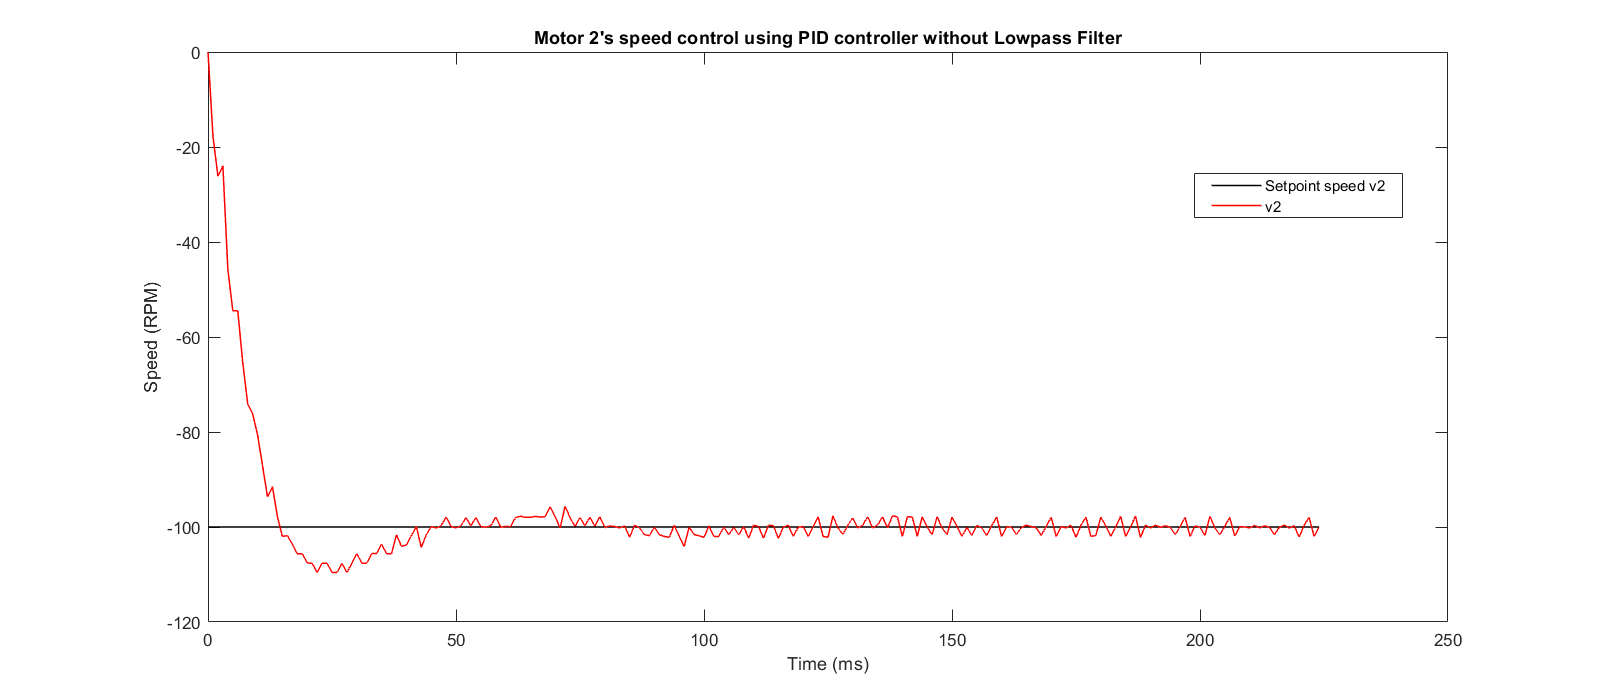 Motor 2's speed control using PID controller without Lowpass Filter
0
-20
-40
-60
-80
-100
-120
Speed (RPM)
Setpoint speed v2
v2
0 50 100 150 200 250
Time (ms)